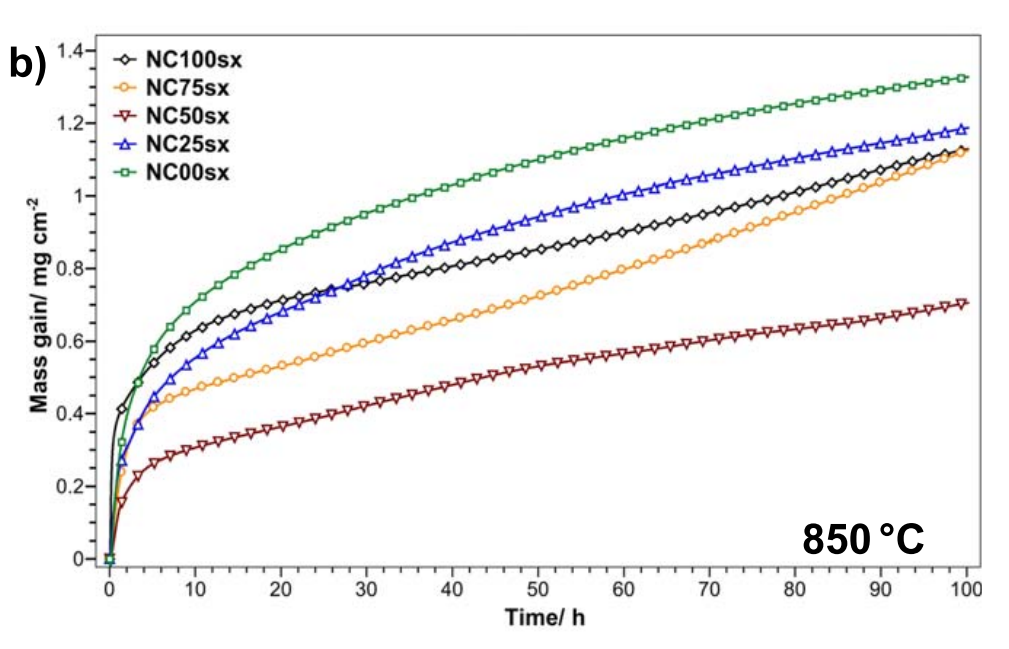 b)
NC100sx
NC75sx
NC50sx
NC25sx
NC00sx
1.4
1.2
1
0.8
0.6
0.4
0.2
0
Mass gain/ mg cm⁻²
850 °C
0 10 20 30 40 50 60 70 80 90 100
Time/ h